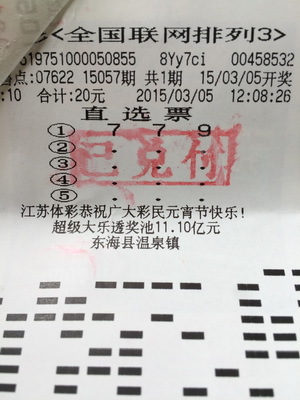 <全国联网排列3>
519751000050855 8Yy7ci 00458532
当点:07622 15057期 共1期 15/03/05开奖
:10 合计:20元 2015/03/05 12:08:26
直选票
① 7 7 9
② - - -
③ - - -
④ - - -
⑤ - - -
已兑付
江苏体彩恭祝广大彩民元宵节快乐!
超级大乐透奖池11.10亿元
东海县温泉镇